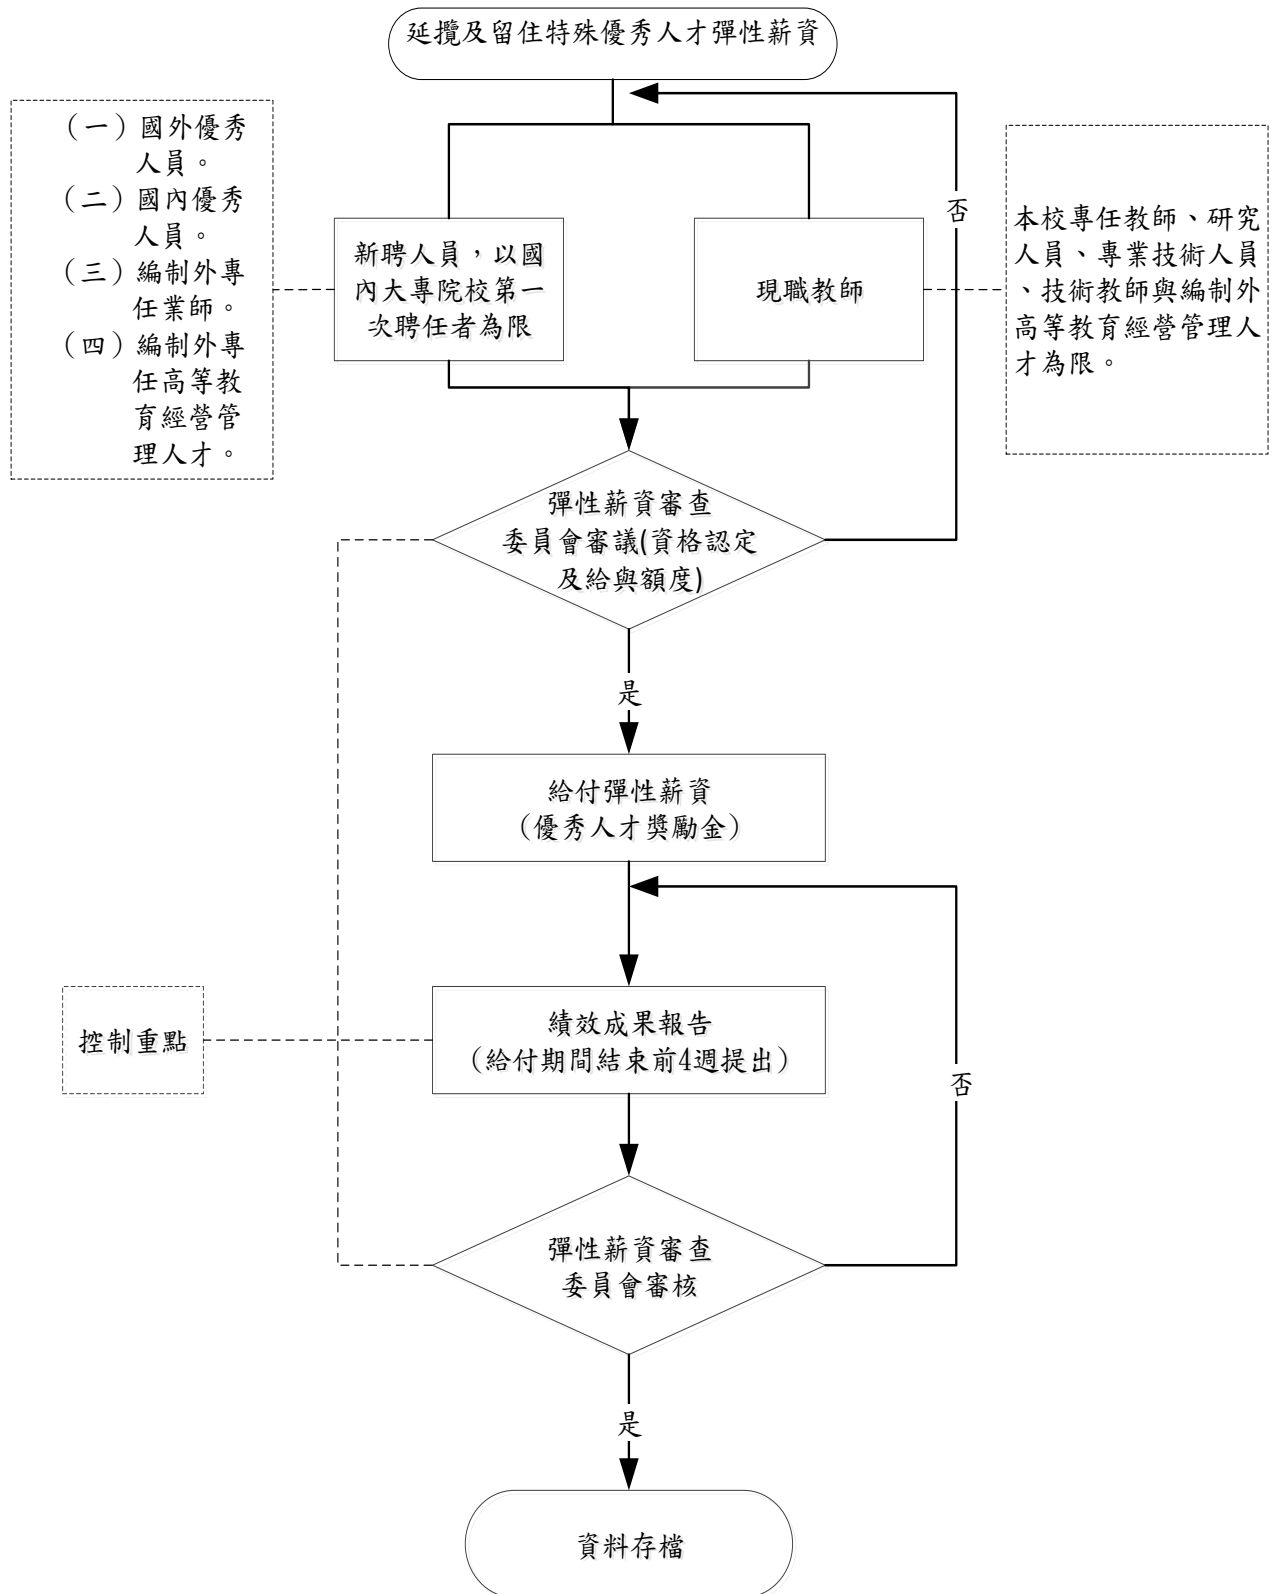 延攬及留住特殊優秀人才彈性薪資
（一）國外優秀
人員。
（二）國內優秀
人員。
（三）編制外專
任業師。
（四）編制外專
任高等教
育經營管
理人才。
新聘人員，以國
內大專院校第一
次聘任者為限
現職教師
否
本校專任教師、研究
人員、專業技術人員
、技術教師與編制外
高等教育經營管理人
才為限。
彈性薪資審查
委員會審議(資格認定
及給與額度)
是
給付彈性薪資
（優秀人才獎勵金）
控制重點
績效成果報告
（給付期間結束前4週提出）
否
彈性薪資審查
委員會審核
是
資料存檔